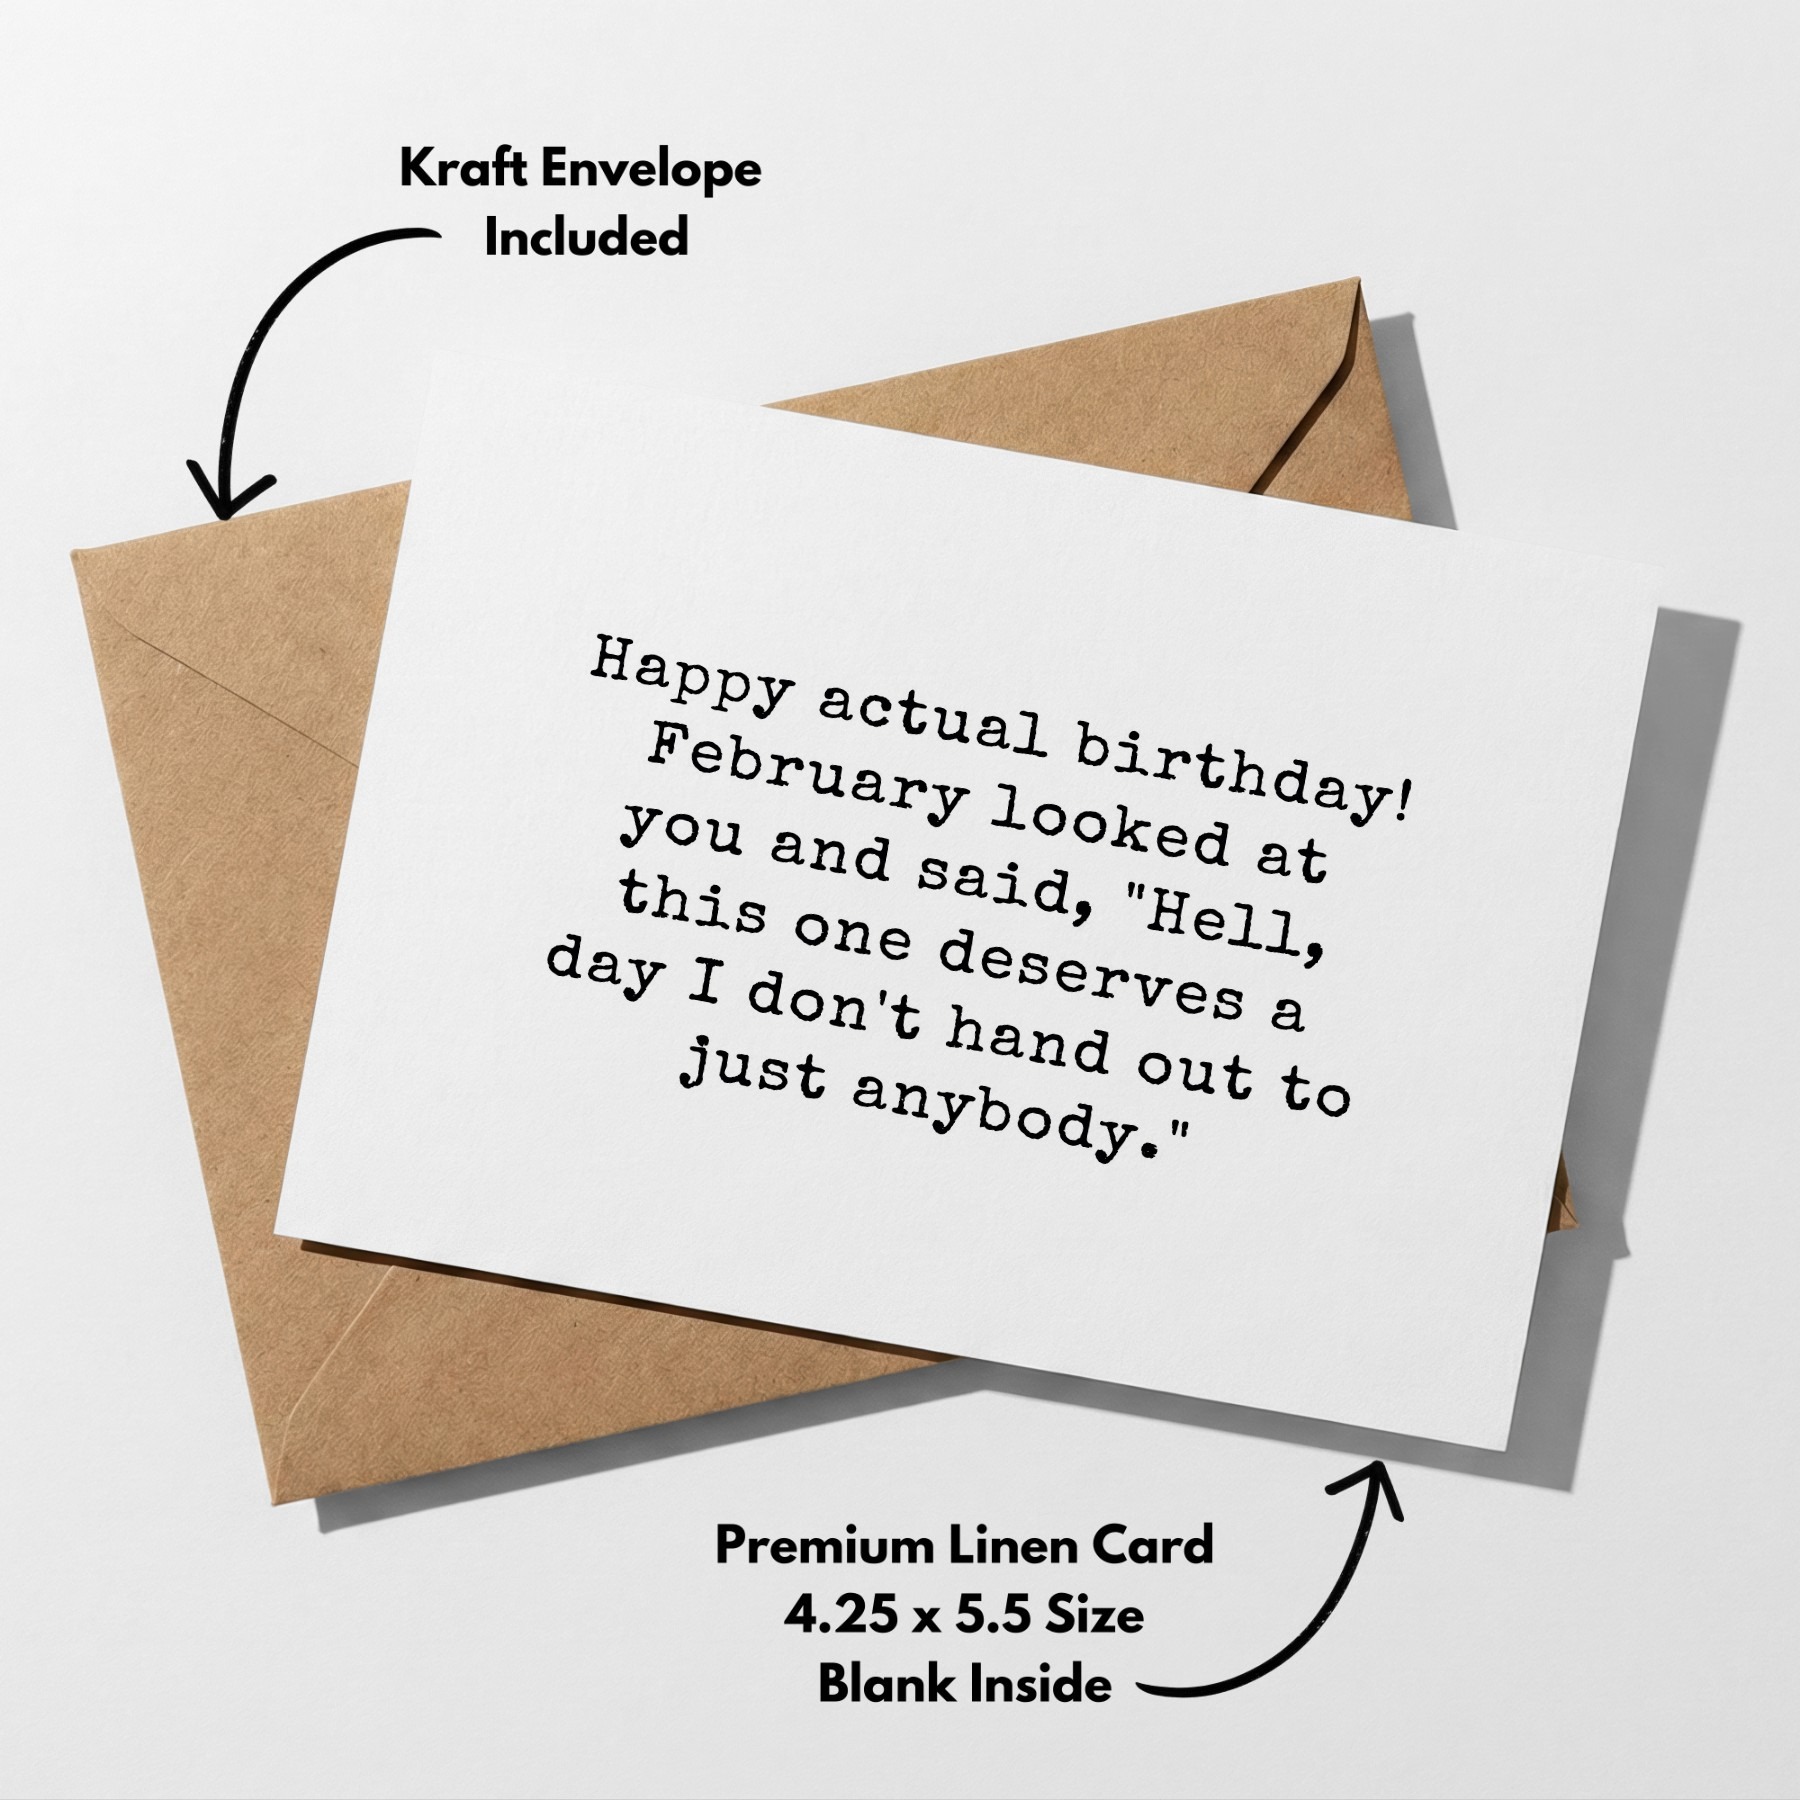 Kraft Envelope
Included
Happy actual birthday!
February looked at
you and said, "Hell,
this one deserves a
day I don't hand out to
just anybody."
Premium Linen Card
4.25 x 5.5 Size
Blank Inside